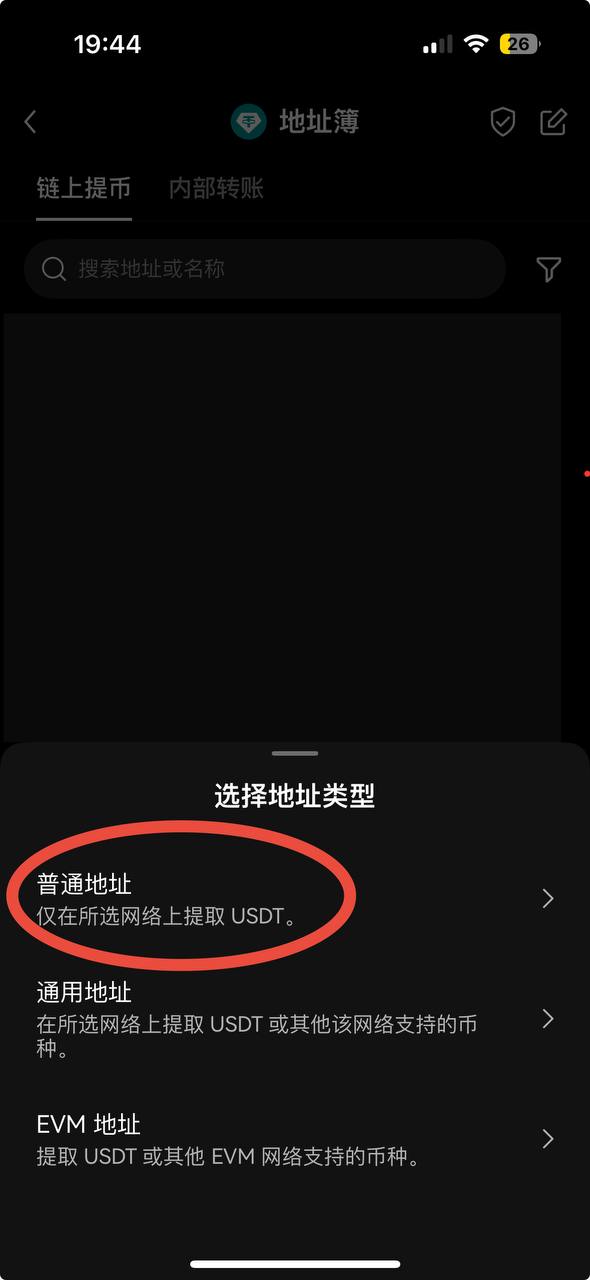 19:44
26
地址簿
链上提币 内部转账
搜索地址或名称
选择地址类型
普通地址
仅在所选网络上提取 USDT。
通用地址
在所选网络上提取 USDT 或其他该网络支持的币
种。
EVM 地址
提取 USDT 或其他 EVM 网络支持的币种。